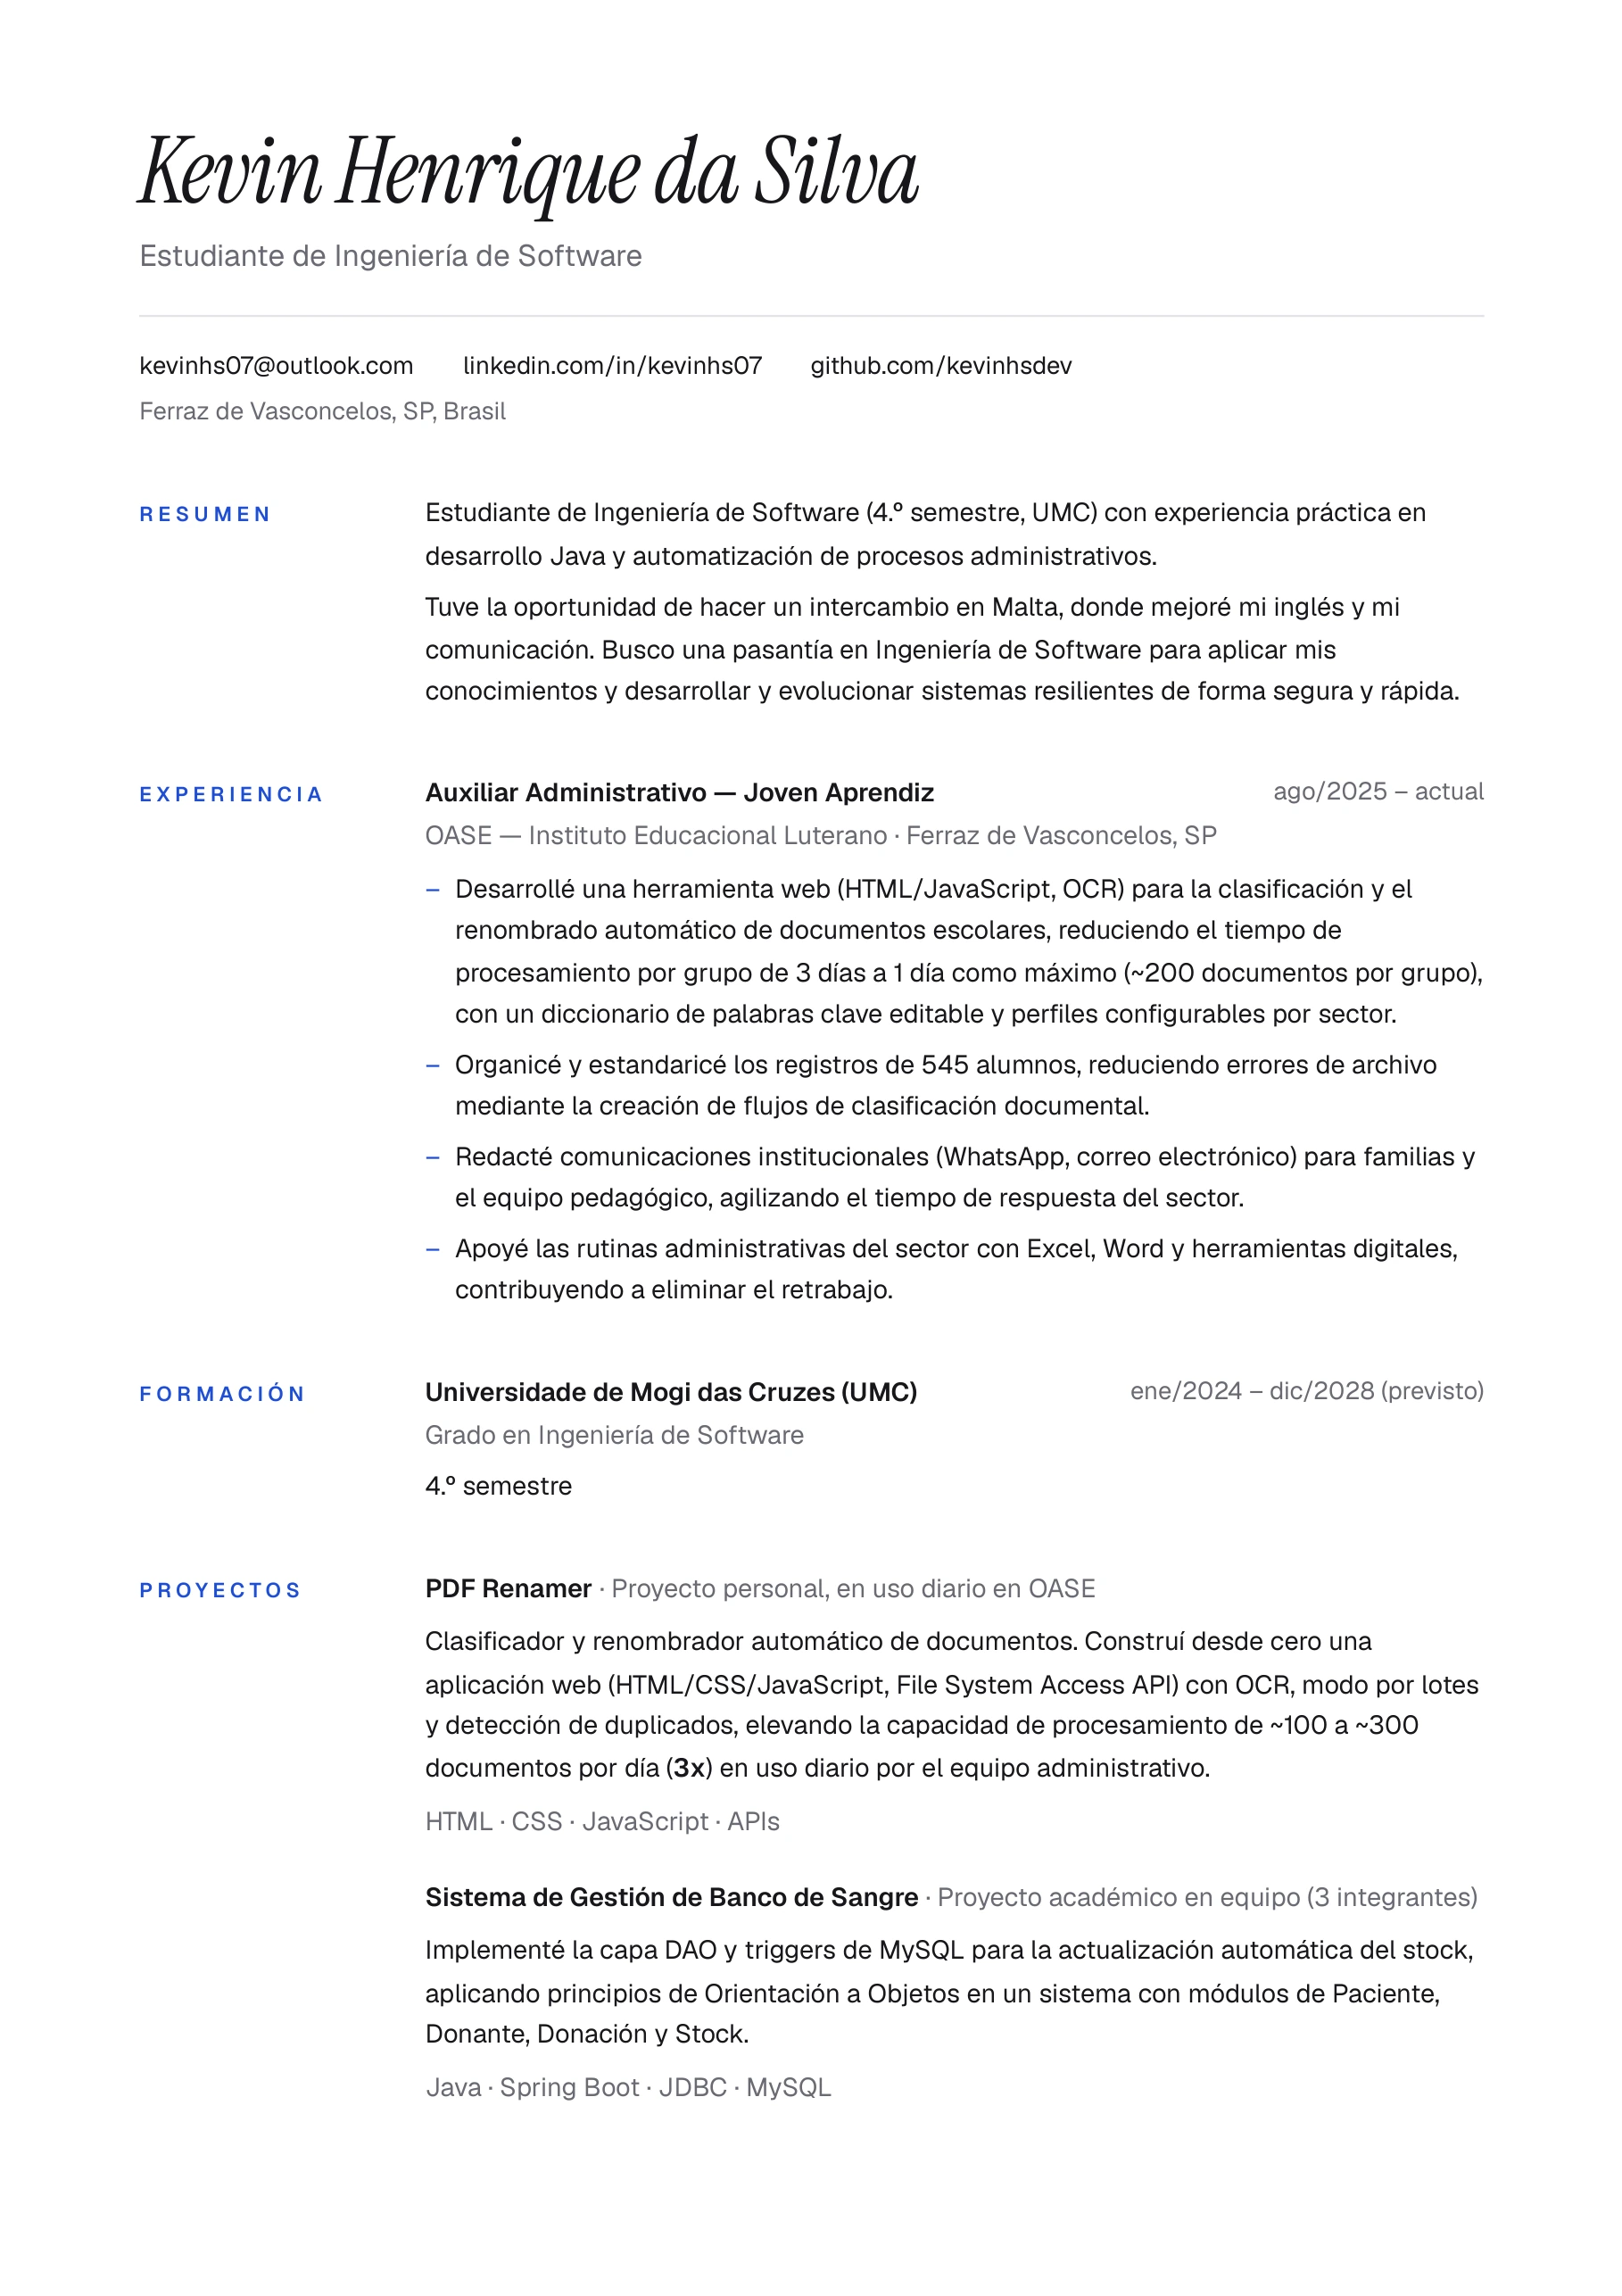 Kevin Henrique da Silva
Estudiante de Ingeniería de Software
kevinhs07@outlook.com linkedin.com/in/kevinhs07 github.com/kevinhsdev
Ferraz de Vasconcelos, SP, Brasil
RESUMEN
Estudiante de Ingeniería de Software (4.º semestre, UMC) con experiencia práctica en
desarrollo Java y automatización de procesos administrativos.
Tuve la oportunidad de hacer un intercambio en Malta, donde mejoré mi inglés y mi
comunicación. Busco una pasantía en Ingeniería de Software para aplicar mis
conocimientos y desarrollar y evolucionar sistemas resilientes de forma segura y rápida.
EXPERIENCIA
Auxiliar Administrativo — Joven Aprendiz ago/2025 – actual
OASE — Instituto Educacional Luterano · Ferraz de Vasconcelos, SP
– Desarrollé una herramienta web (HTML/JavaScript, OCR) para la clasificación y el
renombrado automático de documentos escolares, reduciendo el tiempo de
procesamiento por grupo de 3 días a 1 día como máximo (~200 documentos por grupo),
con un diccionario de palabras clave editable y perfiles configurables por sector.
– Organicé y estandaricé los registros de 545 alumnos, reduciendo errores de archivo
mediante la creación de flujos de clasificación documental.
– Redacté comunicaciones institucionales (WhatsApp, correo electrónico) para familias y
el equipo pedagógico, agilizando el tiempo de respuesta del sector.
– Apoyé las rutinas administrativas del sector con Excel, Word y herramientas digitales,
contribuyendo a eliminar el retrabajo.
FORMACIÓN
Universidade de Mogi das Cruzes (UMC) ene/2024 – dic/2028 (previsto)
Grado en Ingeniería de Software
4.º semestre
PROYECTOS
PDF Renamer · Proyecto personal, en uso diario en OASE
Clasificador y renombrador automático de documentos. Construí desde cero una
aplicación web (HTML/CSS/JavaScript, File System Access API) con OCR, modo por lotes
y detección de duplicados, elevando la capacidad de procesamiento de ~100 a ~300
documentos por día (3x) en uso diario por el equipo administrativo.
HTML · CSS · JavaScript · APIs
Sistema de Gestión de Banco de Sangre · Proyecto académico en equipo (3 integrantes)
Implementé la capa DAO y triggers de MySQL para la actualización automática del stock,
aplicando principios de Orientación a Objetos en un sistema con módulos de Paciente,
Donante, Donación y Stock.
Java · Spring Boot · JDBC · MySQL